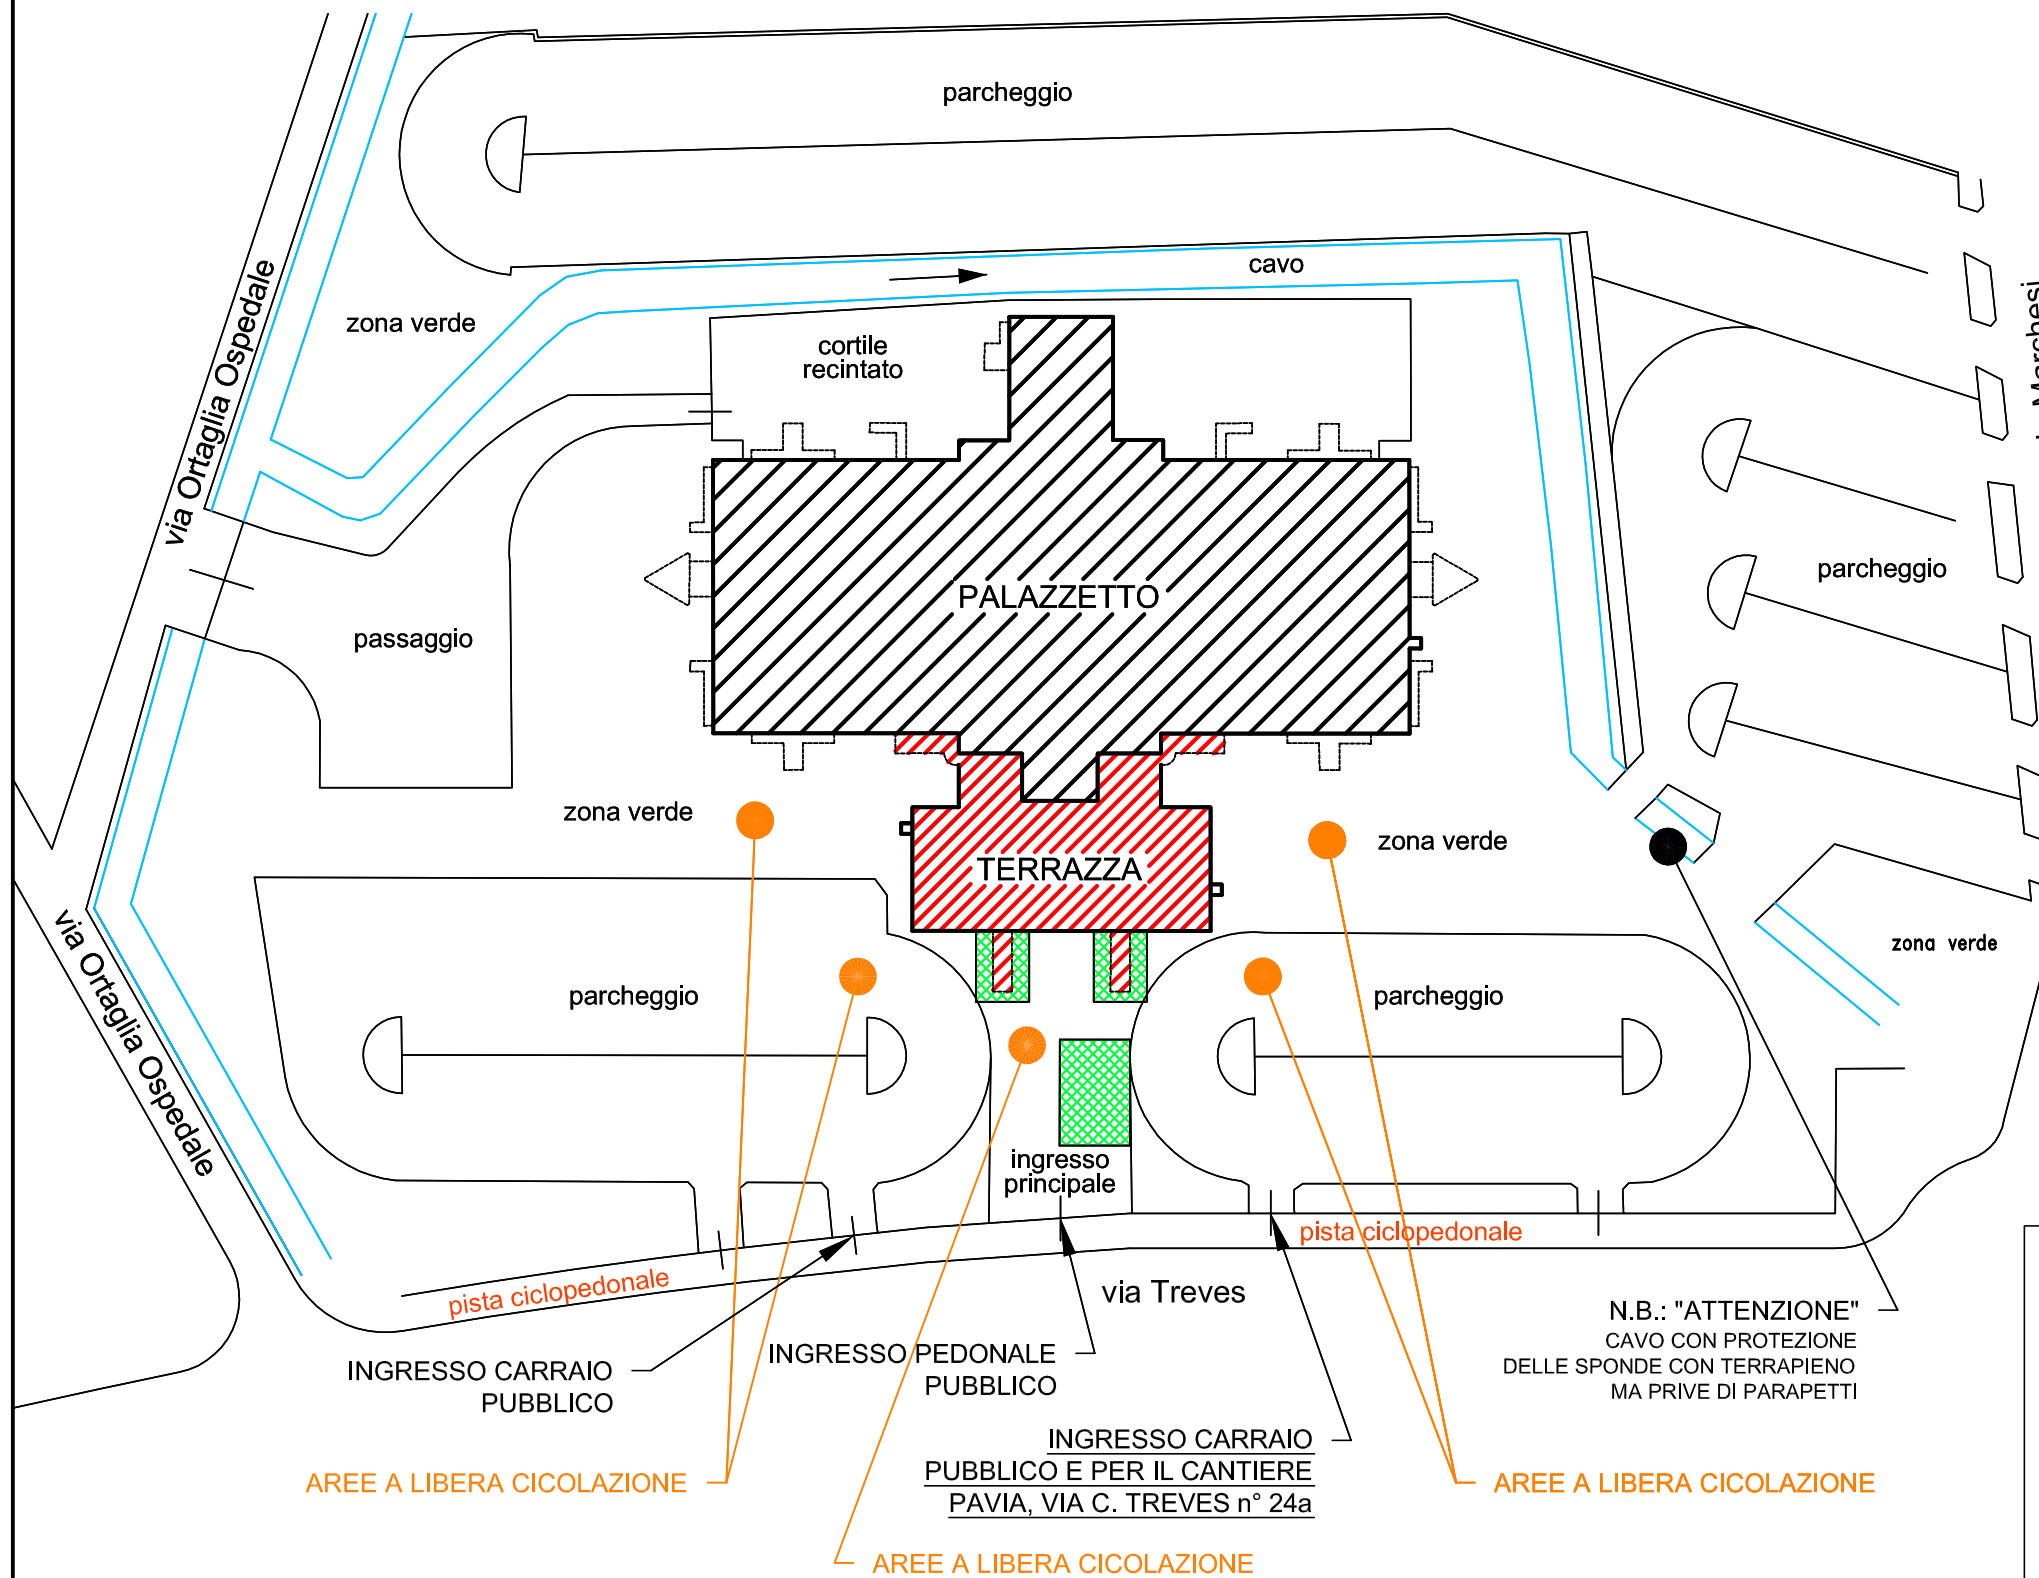 parcheggio
cavo
zona verde
cortile
recintato
via Ortaglia Ospedale
Marchesi
PALAZZETTO
parcheggio
passaggio
zona verde
zona verde
TERRAZZA
via Ortaglia Ospedale
zona verde
parcheggio
parcheggio
ingresso
principale
pista ciclopedonale
pista ciclopedonale
via Treves
N.B.: "ATTENZIONE"
CAVO CON PROTEZIONE
DELLE SPONDE CON TERRAPIENO
MA PRIVE DI PARAPETTI
INGRESSO CARRAIO
PUBBLICO
INGRESSO PEDONALE
PUBBLICO
INGRESSO CARRAIO
PUBBLICO E PER IL CANTIERE
PAVIA, VIA C. TREVES n° 24a
AREE A LIBERA CICOLAZIONE
AREE A LIBERA CICOLAZIONE
AREE A LIBERA CICOLAZIONE